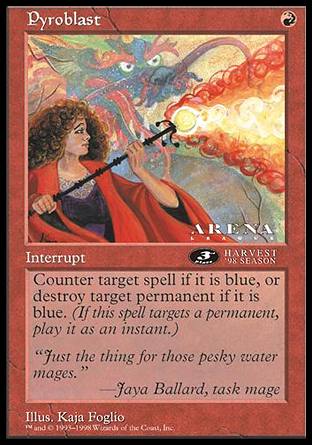 Pyroblast
ARENA
LEAGUE
3
HARVEST
'98 SEASON
Interrupt
Counter target spell if it is blue, or
destroy target permanent if it is
blue. (If this spell targets a permanent,
play it as an instant.)
"Just the thing for those pesky water
mages."
—Jaya Ballard, task mage
Illus. Kaja Foglio
™ and © 1993–1998 Wizards of the Coast, Inc.